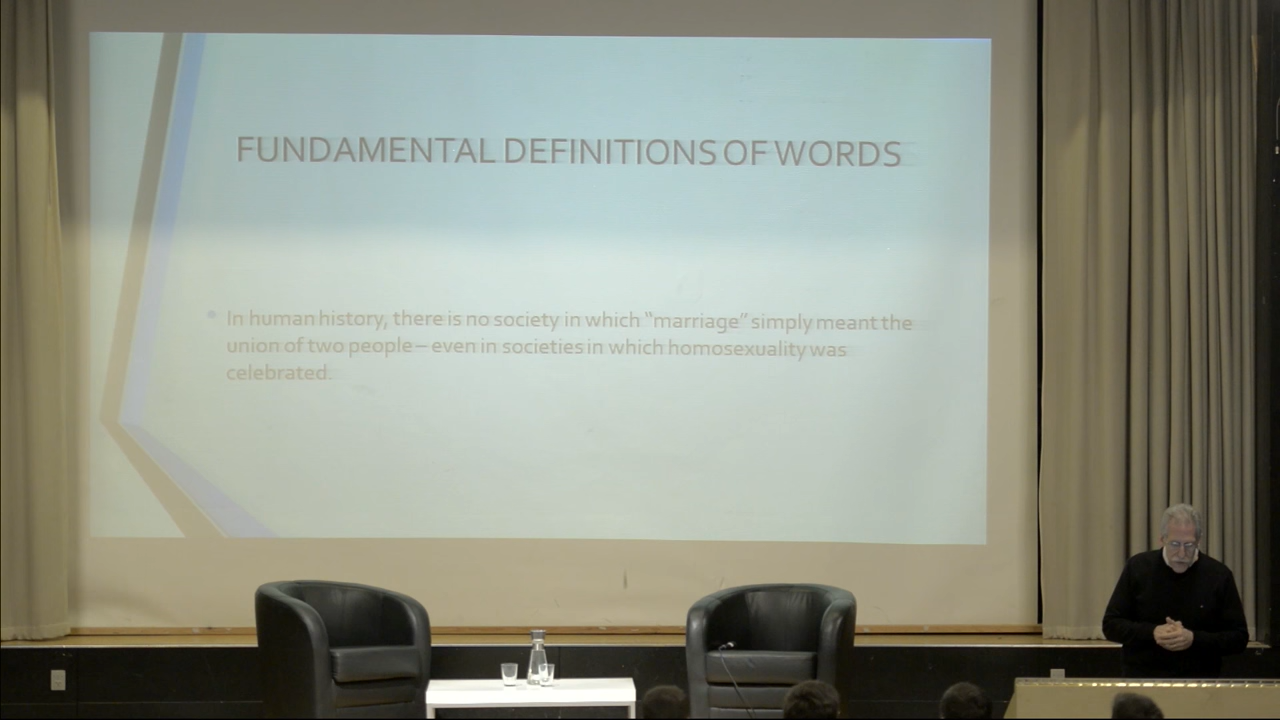 FUNDAMENTAL DEFINITIONS OF WORDS
• In human history, there is no society in which “marriage” simply meant the
union of two people – even in societies in which homosexuality was
celebrated.